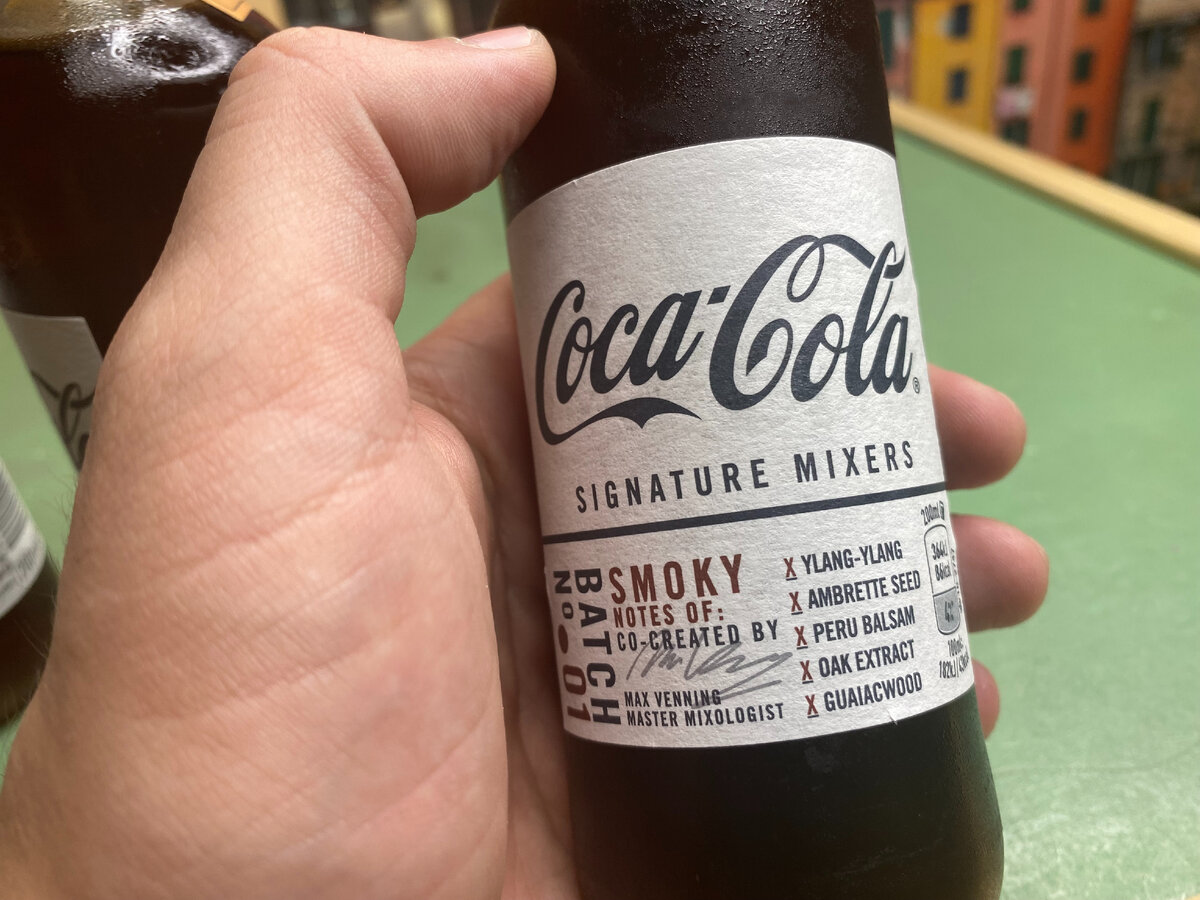 Coca-Cola®
SIGNATURE MIXERS
BATCH
No.01
SMOKY
NOTES OF:
CO-CREATED BY
MAX VENNING
MASTER MIXOLOGIST
X YLANG-YLANG
X AMBRETTE SEED
X PERU BALSAM
X OAK EXTRACT
X GUAIACWOOD
200ml